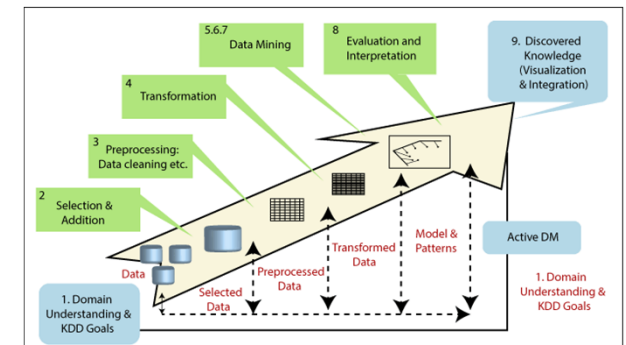 5.6.7
Data Mining
8
Evaluation and
Interpretation
9. Discovered
Knowledge
(Visualization
& Integration)
4
Transformation
3
Preprocessing:
Data cleaning etc.
2
Selection &
Addition
Data
Selected
Data
Preprocessed
Data
Transformed
Data
Model &
Patterns
Active DM
1. Domain
Understanding &
KDD Goals
1. Domain
Understanding &
KDD Goals